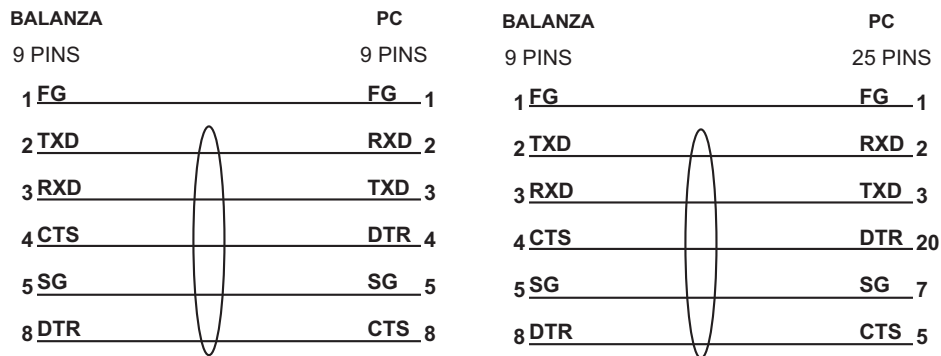 BALANZA PC
9 PINS 9 PINS
1 FG FG 1
2 TXD RXD 2
3 RXD TXD 3
4 CTS DTR 4
5 SG SG 5
8 DTR CTS 8
BALANZA PC
9 PINS 25 PINS
1 FG FG 1
2 TXD RXD 2
3 RXD TXD 3
4 CTS DTR 20
5 SG SG 7
8 DTR CTS 5